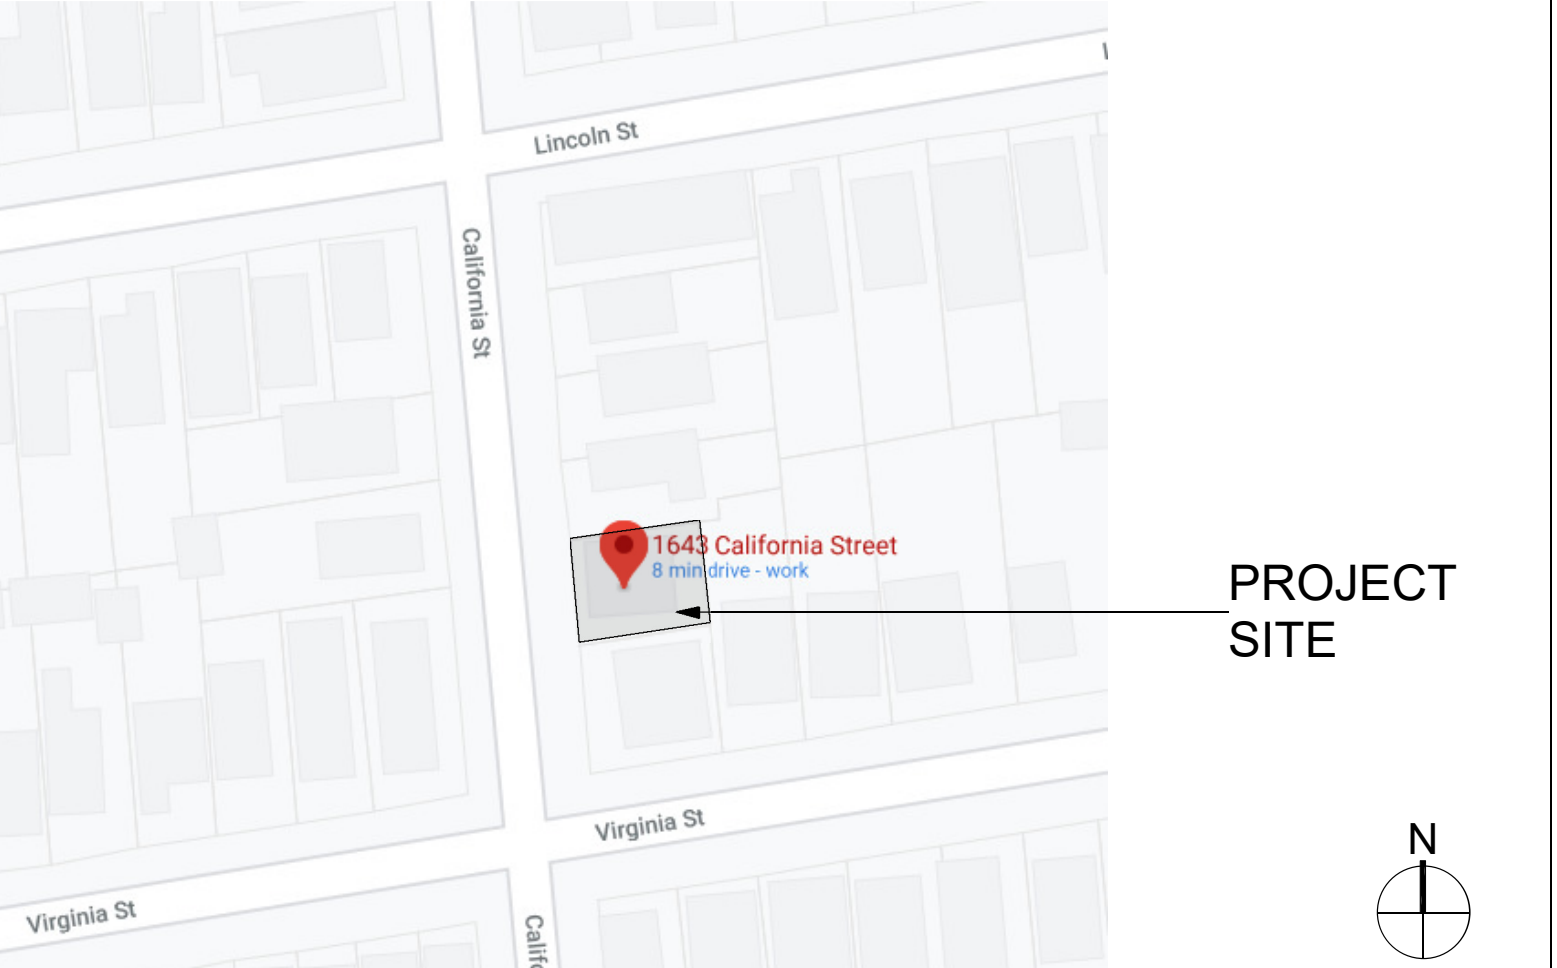 Lincoln St
California St
1643 California Street
8 min drive - work
PROJECT
SITE
Virginia St
N
Virginia St